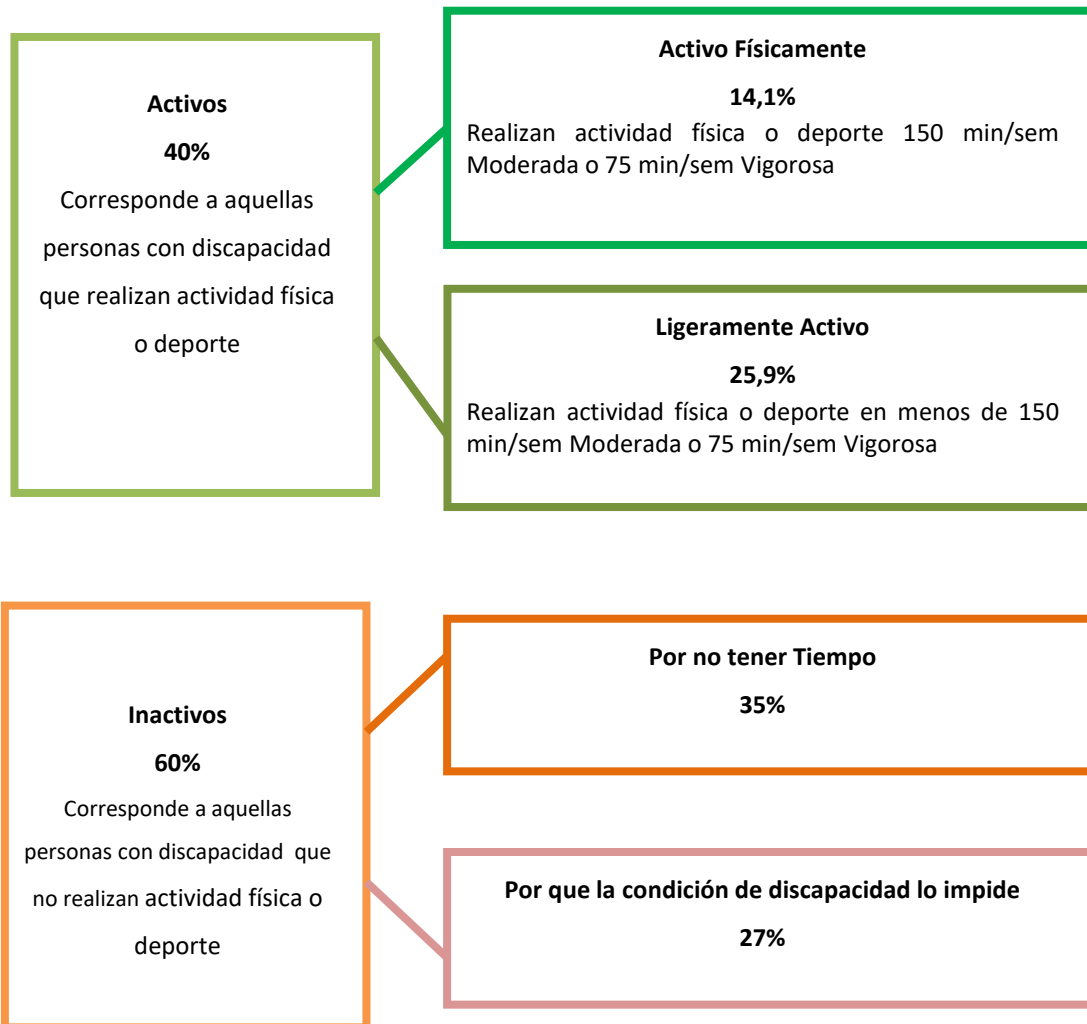 Activos
40%
Corresponde a aquellas
personas con discapacidad
que realizan actividad física
o deporte
Activo Físicamente
14,1%
Realizan actividad física o deporte 150 min/sem
Moderada o 75 min/sem Vigorosa
Ligeramente Activo
25,9%
Realizan actividad física o deporte en menos de 150
min/sem Moderada o 75 min/sem Vigorosa
Inactivos
60%
Corresponde a aquellas
personas con discapacidad que
no realizan actividad física o
deporte
Por no tener Tiempo
35%
Por que la condición de discapacidad lo impide
27%